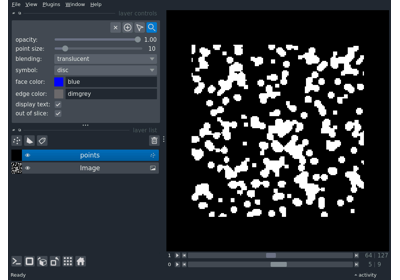 File View Plugins Window Help
layer controls
opacity: 1.00
point size: 10
blending: translucent
symbol: disc
face color: blue
edge color: dimgrey
display text:
out of slice:
layer list
points
Image
1 64 127
0 5 9
Ready activity